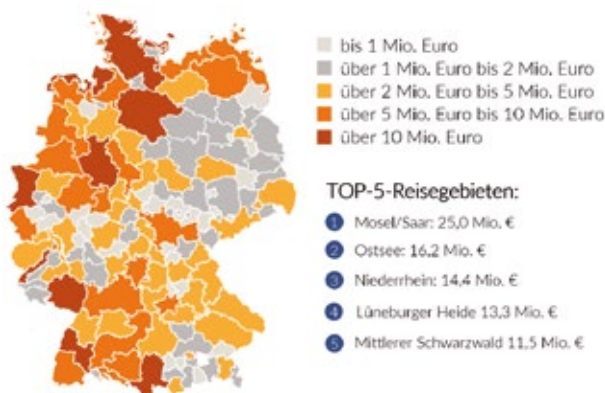 bis 1 Mio. Euro
über 1 Mio. Euro bis 2 Mio. Euro
über 2 Mio. Euro bis 5 Mio. Euro
über 5 Mio. Euro bis 10 Mio. Euro
über 10 Mio. Euro
TOP-5-Reisegebieten:
1 Mosel/Saar: 25,0 Mio. €
2 Ostsee: 16,2 Mio. €
3 Niederrhein: 14,4 Mio. €
4 Lüneburger Heide 13,3 Mio. €
5 Mittlerer Schwarzwald 11,5 Mio. €